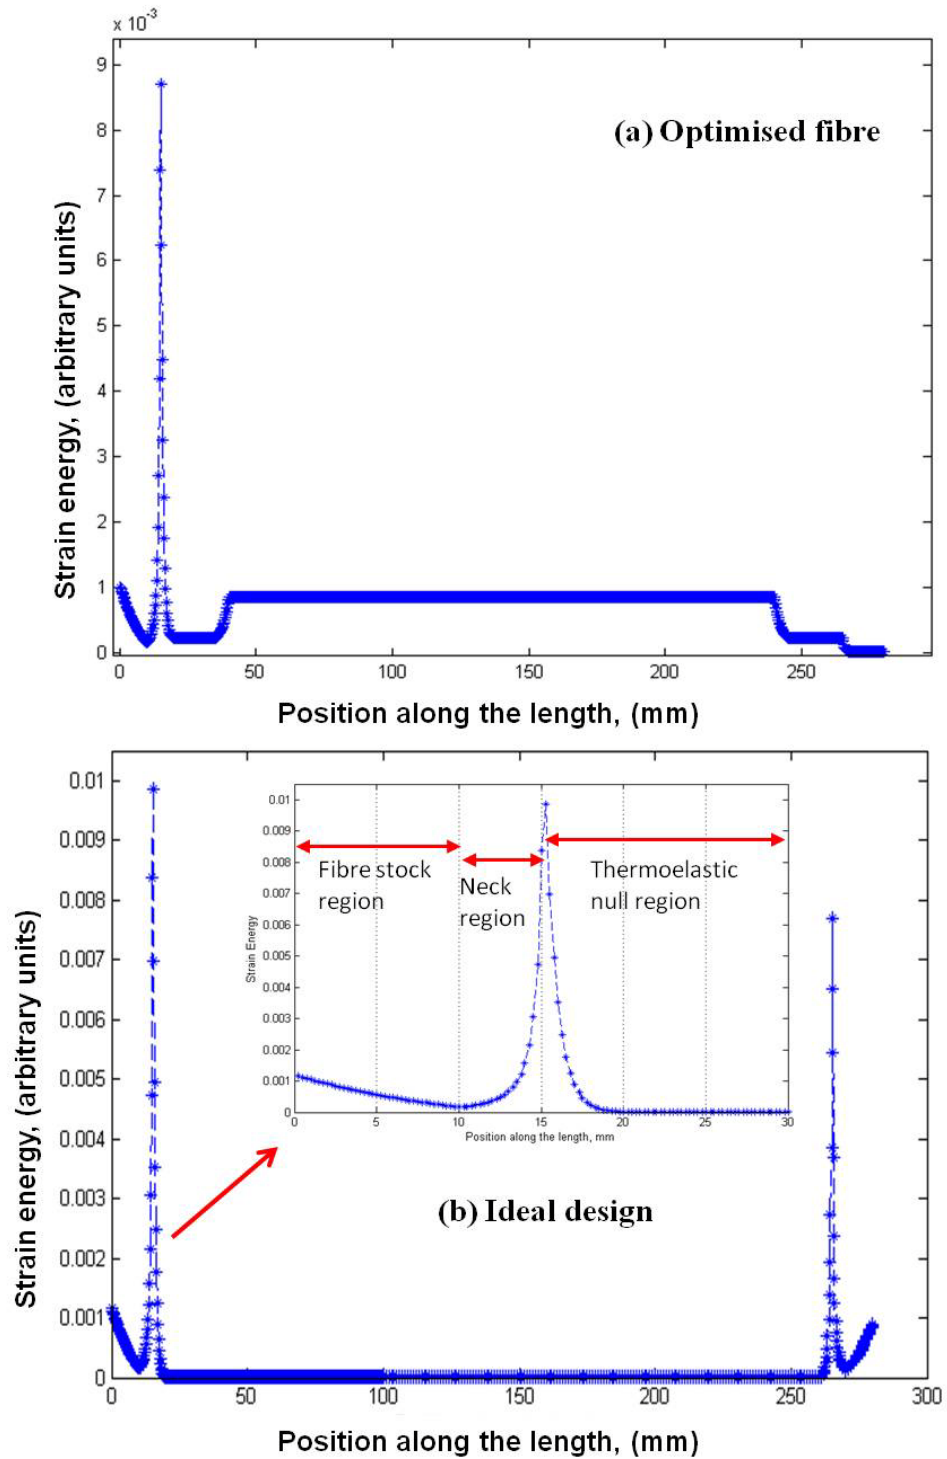 × 10⁻³
9
8
7
6
5
4
3
2
1
0
(a) Optimised fibre
Strain energy, (arbitrary units)
0 50 100 150 200 250
Position along the length, (mm)
0.01
0.009
0.008
0.007
0.006
0.005
0.004
0.003
0.002
0.001
0
Strain energy, (arbitrary units)
0.01
0.009
0.008
0.007
0.006
0.005
0.004
0.003
0.002
0.001
0
Strain Energy
Fibre stock
region
Neck
region
Thermoelastic
null region
0 5 10 15 20 25 30
Position along the length, mm
(b) Ideal design
0 50 100 150 200 250 300
Position along the length, (mm)